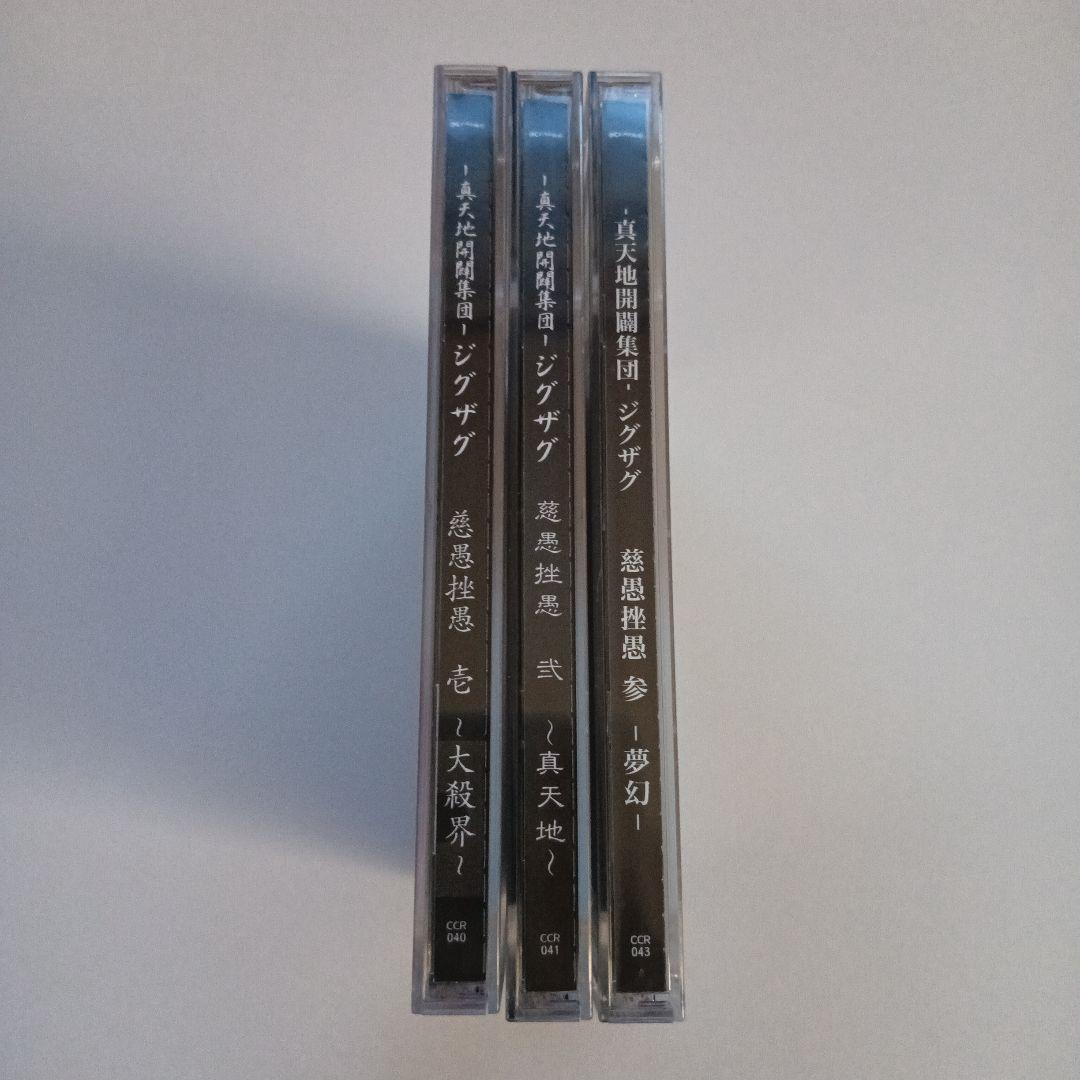 -真天地開闢集団-ジグザグ 慈愚挫愚 壱 ~大殺界~
CCR
040
-真天地開闢集団-ジグザグ 慈愚挫愚 弐 ~真天地~
CCR
041
-真天地開闢集団-ジグザグ 慈愚挫愚 参 -夢幻-
CCR
043